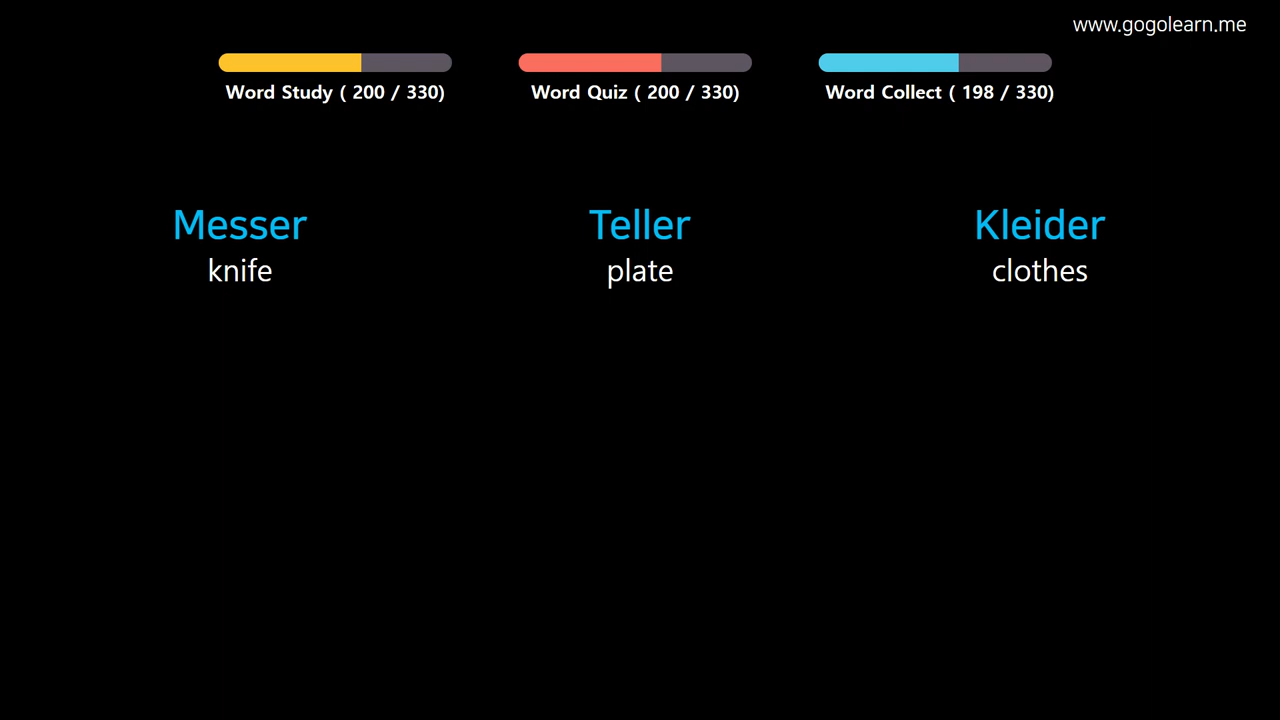 www.gogolearn.me
Word Study ( 200 / 330) Word Quiz ( 200 / 330) Word Collect ( 198 / 330)
Messer Teller Kleider
knife plate clothes